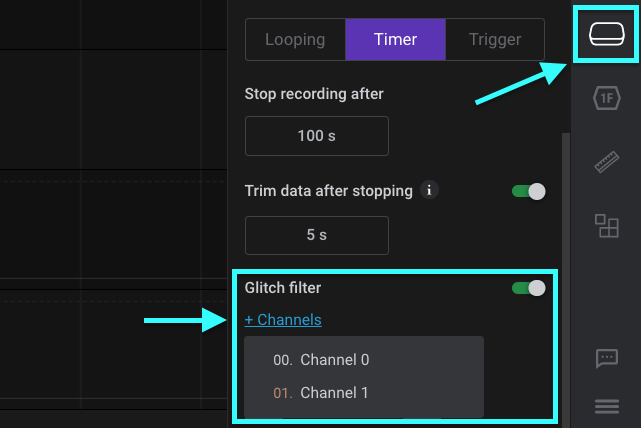 Looping Timer Trigger
Stop recording after
100 s
1F
Trim data after stopping i
5 s
Glitch filter
+ Channels
00. Channel 0
01. Channel 1